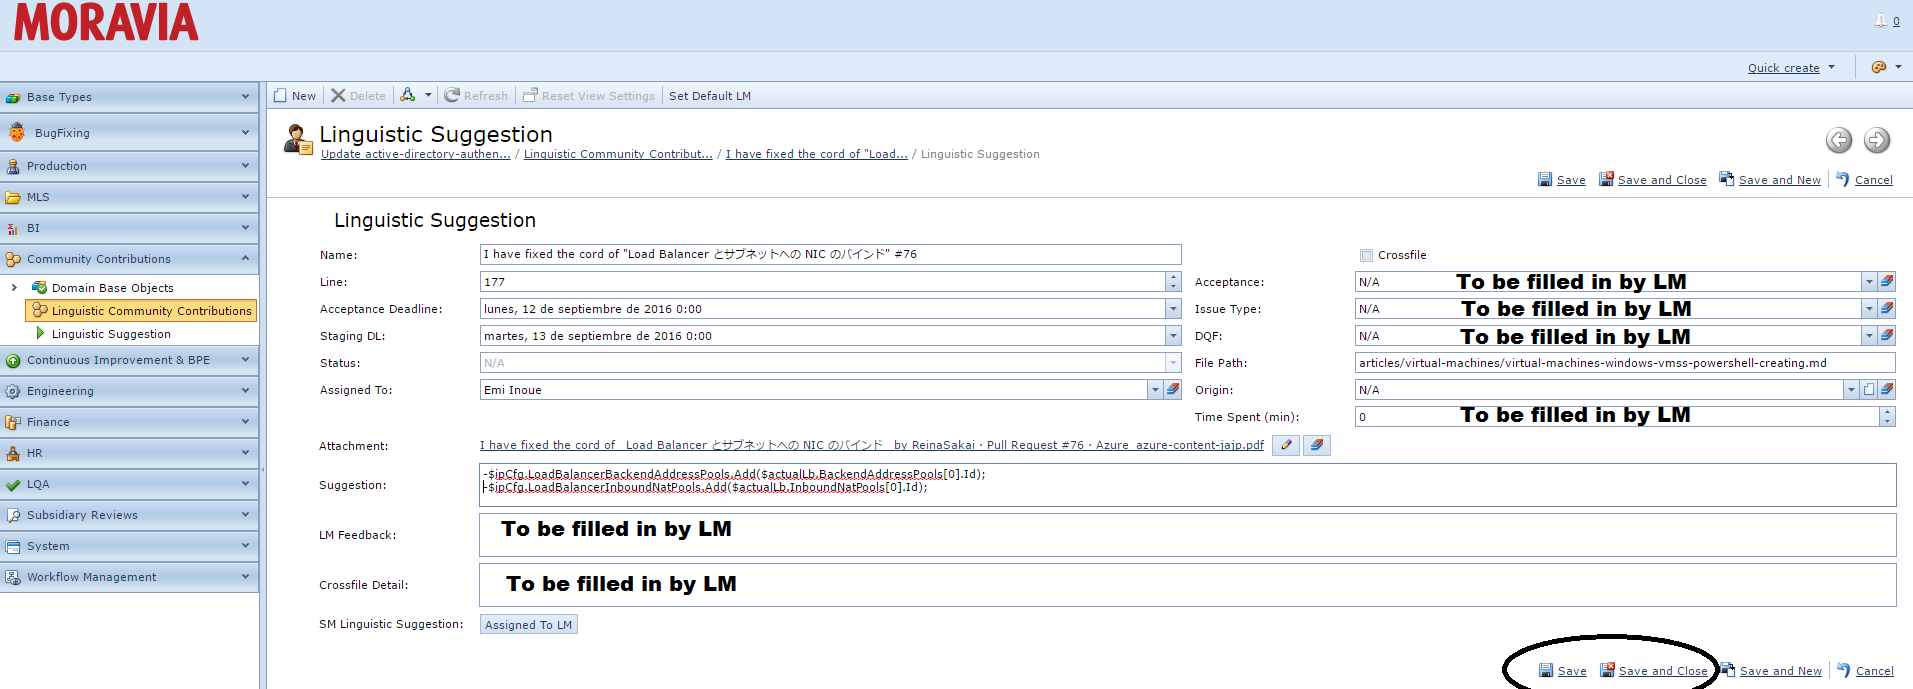 MORAVIA
0
Quick create
New Delete Refresh Reset View Settings Set Default LM
Base Types
BugFixing
Production
MLS
BI
Community Contributions
Domain Base Objects
Linguistic Community Contributions
Linguistic Suggestion
Continuous Improvement & BPE
Engineering
Finance
HR
LQA
Subsidiary Reviews
System
Workflow Management
Linguistic Suggestion
Update active-directory-authen... / Linguistic Community Contribut... / I have fixed the cord of "Load... / Linguistic Suggestion
Save Save and Close Save and New Cancel
Linguistic Suggestion
Name: I have fixed the cord of "Load Balancer とサブネットへの NIC のバインド" #76 Crossfile
Line: 177 Acceptance: N/A To be filled in by LM
Acceptance Deadline: lunes, 12 de septiembre de 2016 0:00 Issue Type: N/A To be filled in by LM
Staging DL: martes, 13 de septiembre de 2016 0:00 DQF: N/A To be filled in by LM
Status: N/A File Path: articles/virtual-machines/virtual-machines-windows-vmss-powershell-creating.md
Assigned To: Emi Inoue Origin: N/A
Time Spent (min): 0 To be filled in by LM
Attachment: I have fixed the cord of _Load Balancer とサブネットへの NIC のバインド_ by ReinaSakai · Pull Request #76 · Azure_azure-content-jajp.pdf
Suggestion: -$ipCfg.LoadBalancerBackendAddressPools.Add($actualLb.BackendAddressPools[0].Id);
-$ipCfg.LoadBalancerInboundNatPools.Add($actualLb.InboundNatPools[0].Id);
LM Feedback: To be filled in by LM
Crossfile Detail: To be filled in by LM
SM Linguistic Suggestion: Assigned To LM
Save Save and Close Save and New Cancel